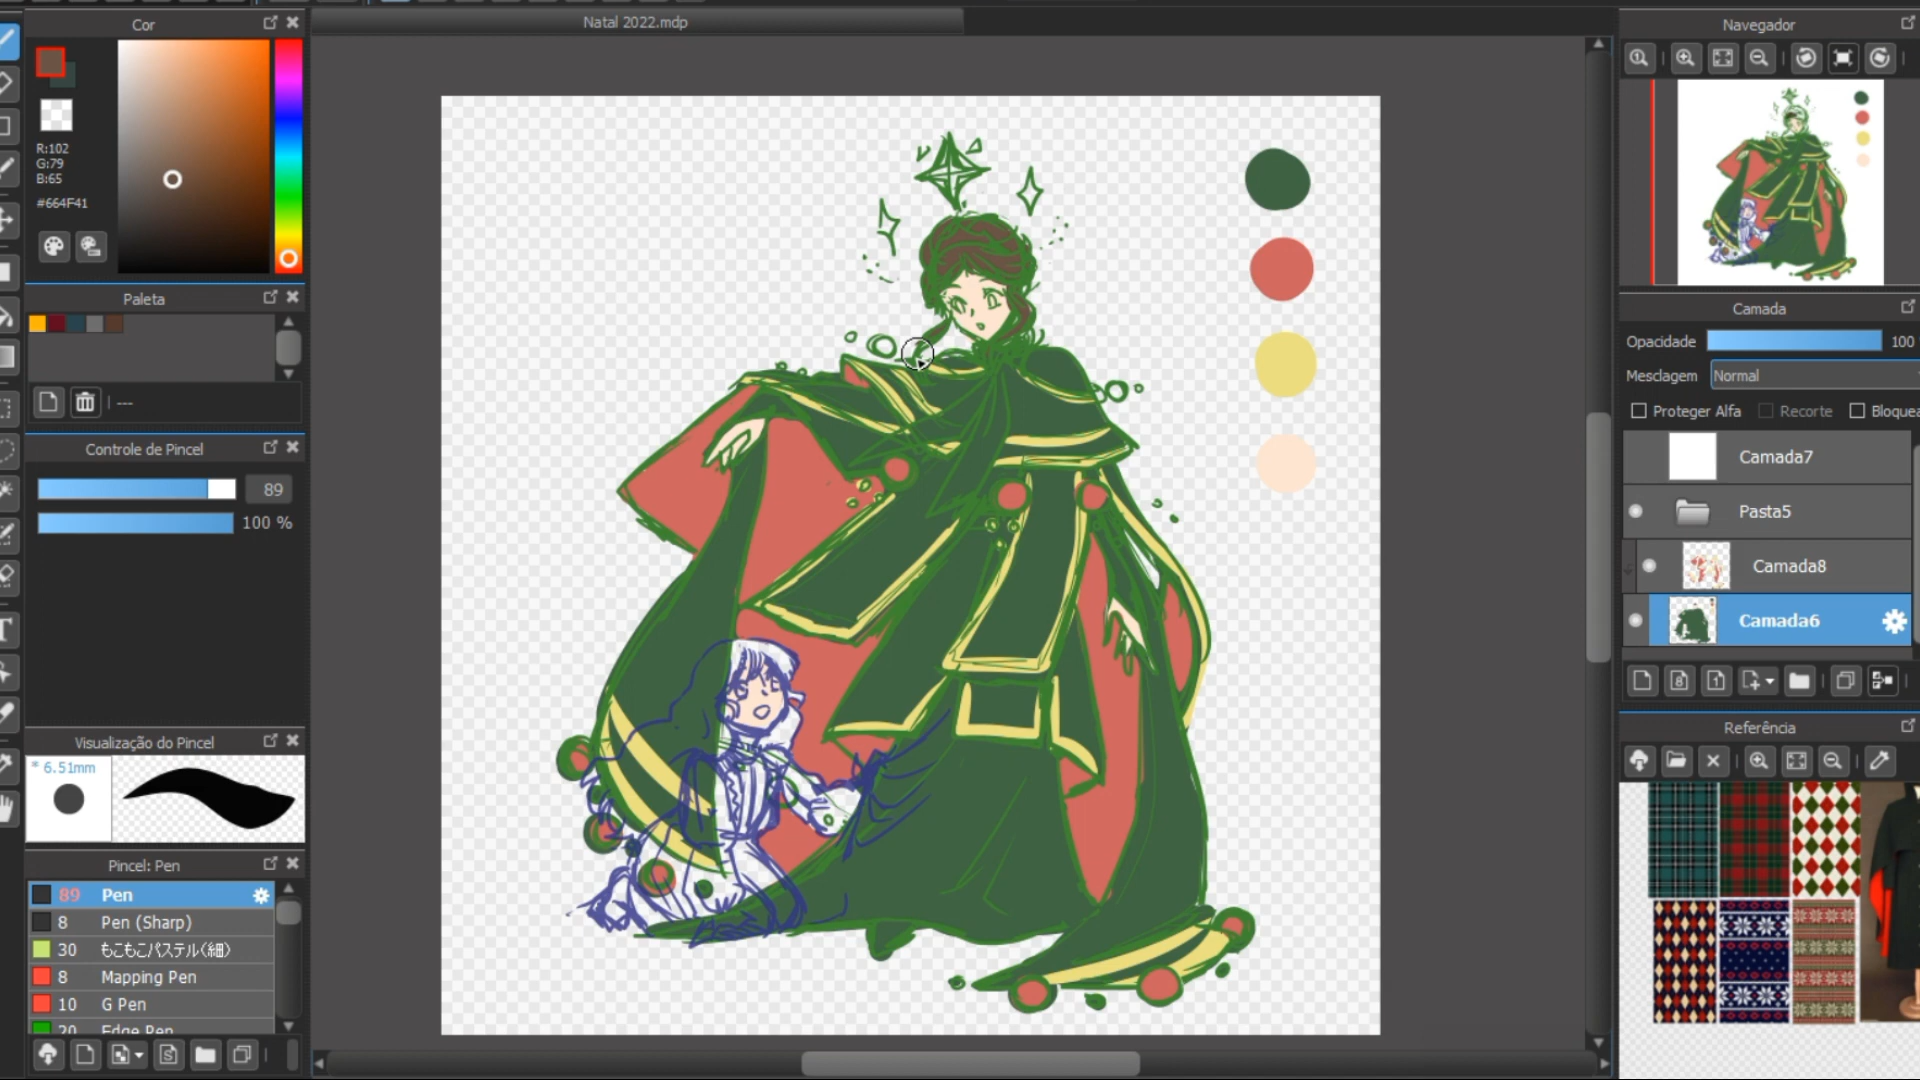 Natal 2022.mdp
Cor
R:102
G:79
B:65
#664F41
Paleta
---
Controle de Pincel
89
100 %
Visualização do Pincel
* 6.51mm
Pincel: Pen
89 Pen
8 Pen (Sharp)
30 もこもこパステル(細)
8 Mapping Pen
10 G Pen
20 Edge Pen
Navegador
Camada
Opacidade 100
Mesclagem Normal
Proteger Alfa Recorte Bloquea
Camada7
Pasta5
Camada8
Camada6
8 1
Referência